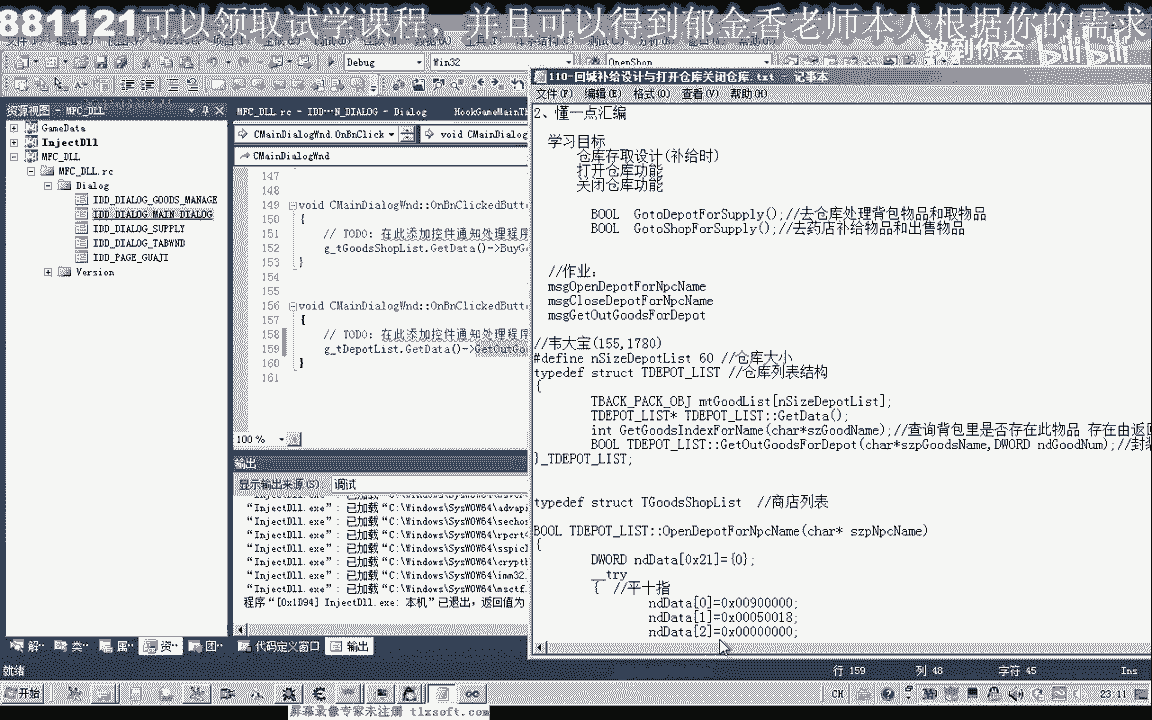 881121可以领取试学课程，并且可以得到郁金香老师本人根据你的需求
教到你会 bilibili
Debug
Win32
OpenShop
110-回城补给设计与打开仓库关闭仓库.txt - 记事本
文件(F) 编辑(E) 格式(O) 查看(V) 帮助(H)
资源视图 - MFC_DLL
GameData
InjectDll
MFC_DLL
MFC_DLL.rc
Dialog
IDD_DIALOG_GOODS_MANAGE
IDD_DIALOG_MAIN_DIALOG
IDD_DIALOG_SUPPLY
IDD_DIALOG_TABWND
IDD_PAGE_GUAJI
Version
MFC_DLL.rc - IDD...N_DIALOG - Dialog
HookGameMainTh
CMainDialogWnd.OnBnClick
void CMainDialog
CMainDialogWnd
147
148
149 void CMainDialogWnd::OnBnClickedButt
150 {
151 // TODO: 在此添加控件通知处理程序
152 g_tGoodsShopList.GetData()->BuyG
153 }
154
155
156 void CMainDialogWnd::OnBnClickedButt
157 {
158 // TODO: 在此添加控件通知处理程序
159 g_tDepotList.GetData()->GetOutGo
160 }
161
100 %
输出
显示输出来源(S): 调试
“InjectDll.exe”: 已加载“C:\Windows\SysWOW64\advapi
“InjectDll.exe”: 已加载“C:\Windows\SysWOW64\sechos
“InjectDll.exe”: 已加载“C:\Windows\SysWOW64\rpcrt4
“InjectDll.exe”: 已加载“C:\Windows\SysWOW64\sspicl
“InjectDll.exe”: 已加载“C:\Windows\SysWOW64\crypth
“InjectDll.exe”: 已加载“C:\Windows\SysWOW64\imm32.
“InjectDll.exe”: 已加载“C:\Windows\SysWOW64\msctf.
程序“[0x1D94] InjectDll.exe: 本机”已退出，返回值为
2、懂一点汇编
学习目标
仓库存取设计(补给时)
打开仓库功能
关闭仓库功能
BOOL GotoDepotForSupply();//去仓库处理背包物品和取物品
BOOL GotoShopForSupply();//去药店补给物品和出售物品
//作业：
msgOpenDepotForNpcName
msgCloseDepotForNpcName
msgGetOutGoodsForDepot
//韦大宝(155,1780)
#define nSizeDepotList 60 //仓库大小
typedef struct TDEPOT_LIST //仓库列表结构
{
TBACK_PACK_OBJ mtGoodList[nSizeDepotList];
TDEPOT_LIST* TDEPOT_LIST::GetData();
int GetGoodsIndexForName(char*szGoodName);//查询背包里是否存在此物品 存在由返回
BOOL TDEPOT_LIST::GetOutGoodsForDepot(char*szpGoodsName,DWORD ndGoodNum);//封装
}_TDEPOT_LIST;
typedef struct TGoodsShopList //商店列表
BOOL TDEPOT_LIST::OpenDepotForNpcName(char* szpNpcName)
{
DWORD ndData[0x21]={0};
__try
{ //平十指
ndData[0]=0x00900000;
ndData[1]=0x00050018;
ndData[2]=0x00000000;
解·· 类·· 属·· 资·· 团··
代码定义窗口 输出
就绪
行 159 列 48 字符 45 Ins
开始
CH
23:11
屏幕录像专家未注册 tlxsoft.com